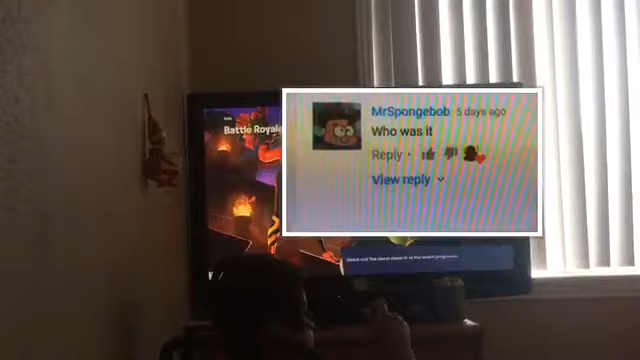 Battle Royale
MrSpongebob 5 days ago
Who was it
Reply
View reply